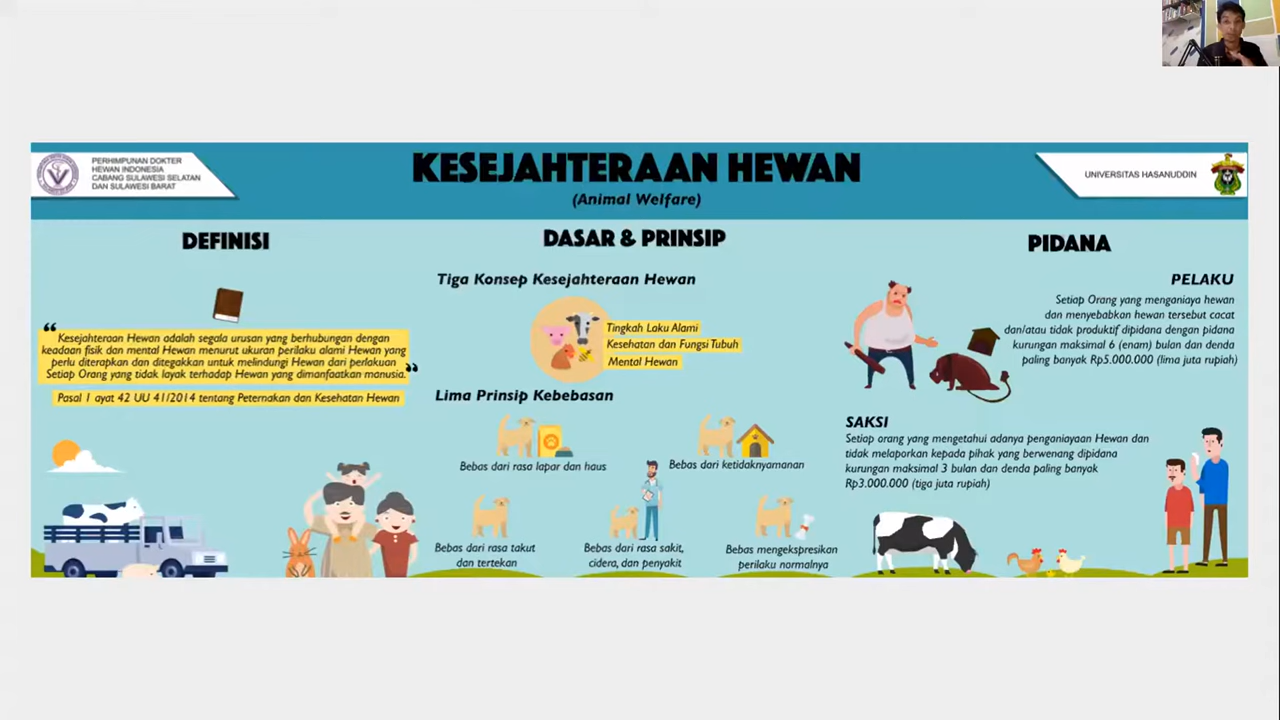 PERHIMPUNAN DOKTER
HEWAN INDONESIA
CABANG SULAWESI SELATAN
DAN SULAWESI BARAT
KESEJAHTERAAN HEWAN
(Animal Welfare)
UNIVERSITAS HASANUDDIN
DEFINISI
“ Kesejahteraan Hewan adalah segala urusan yang berhubungan dengan
keadaan fisik dan mental Hewan menurut ukuran perilaku alami Hewan yang
perlu diterapkan dan ditegakkan untuk melindungi Hewan dari perlakuan
Setiap Orang yang tidak layak terhadap Hewan yang dimanfaatkan manusia. ”
Pasal 1 ayat 42 UU 41/2014 tentang Peternakan dan Kesehatan Hewan
DASAR & PRINSIP
Tiga Konsep Kesejahteraan Hewan
Tingkah Laku Alami
Kesehatan dan Fungsi Tubuh
Mental Hewan
Lima Prinsip Kebebasan
Bebas dari rasa lapar dan haus
Bebas dari ketidaknyamanan
Bebas dari rasa takut
dan tertekan
Bebas dari rasa sakit,
cidera, dan penyakit
Bebas mengekspresikan
perilaku normalnya
PIDANA
PELAKU
Setiap Orang yang menganiaya hewan
dan menyebabkan hewan tersebut cacat
dan/atau tidak produktif dipidana dengan pidana
kurungan maksimal 6 (enam) bulan dan denda
paling banyak Rp5.000.000 (lima juta rupiah)
SAKSI
Setiap orang yang mengetahui adanya penganiayaan Hewan dan
tidak melaporkan kepada pihak yang berwenang dipidana
kurungan maksimal 3 bulan dan denda paling banyak
Rp3.000.000 (tiga juta rupiah)